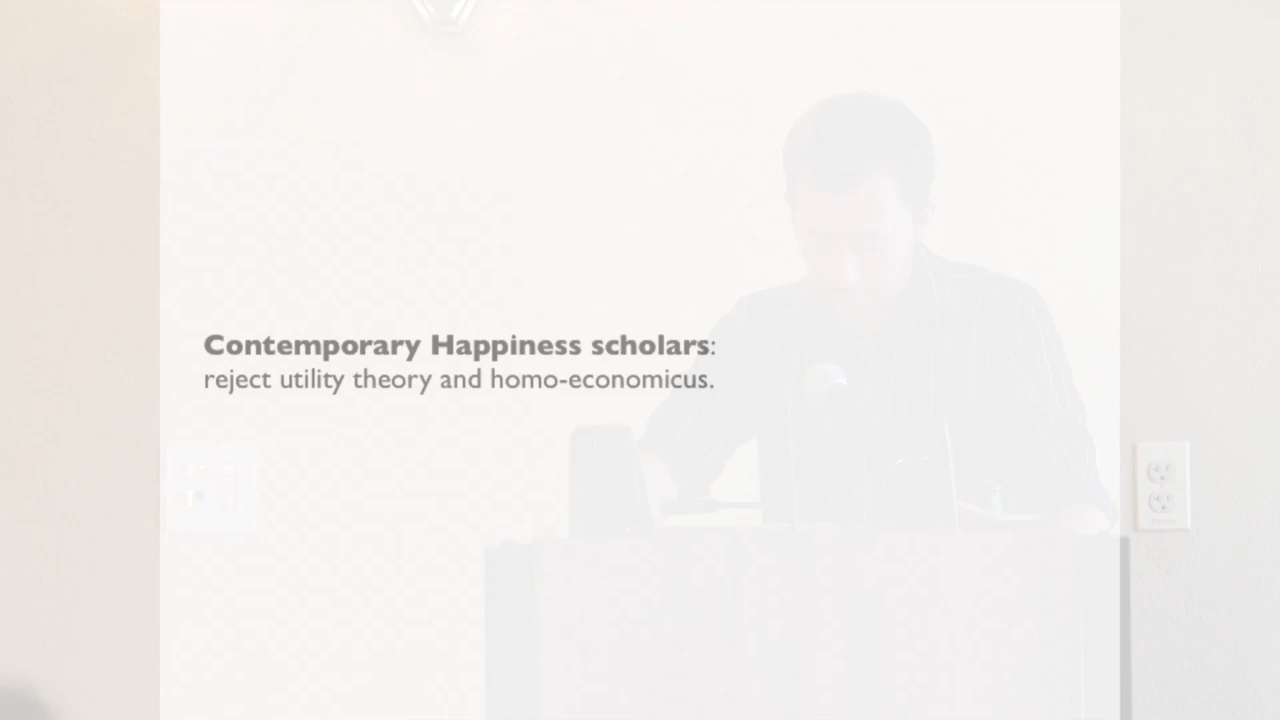 Contemporary Happiness scholars:
reject utility theory and homo-economicus.